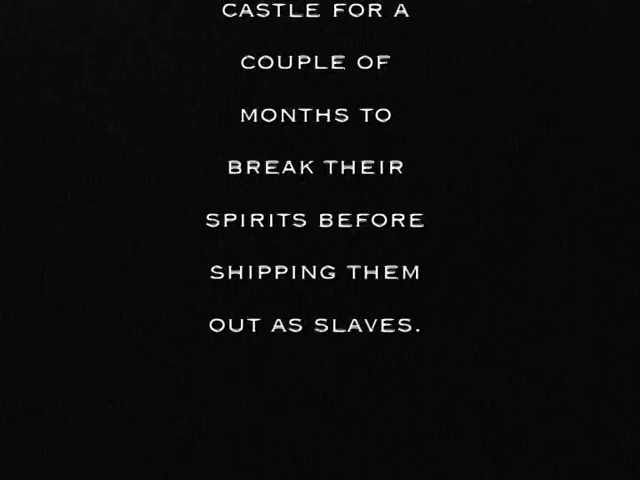 CASTLE FOR A
COUPLE OF
MONTHS TO
BREAK THEIR
SPIRITS BEFORE
SHIPPING THEM
OUT AS SLAVES.